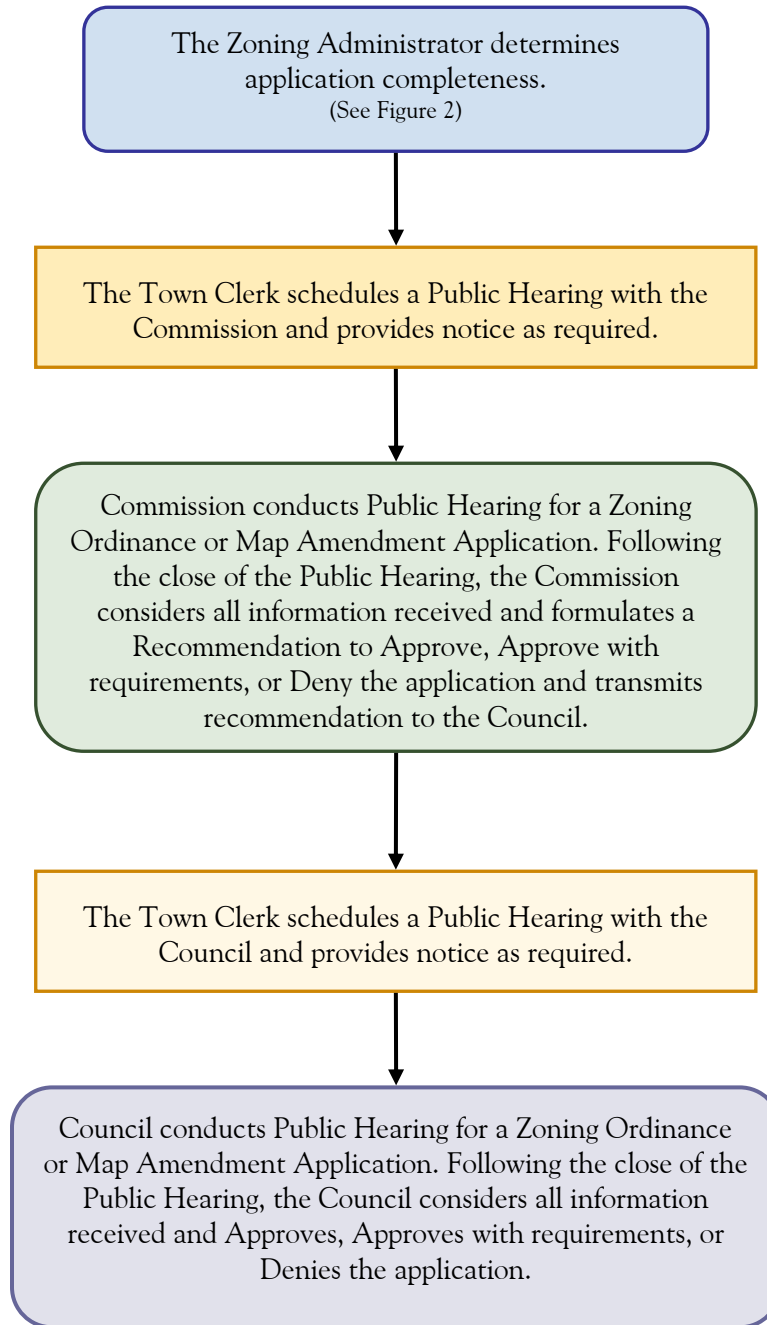 The Zoning Administrator determines
application completeness.
(See Figure 2)
The Town Clerk schedules a Public Hearing with the
Commission and provides notice as required.
Commission conducts Public Hearing for a Zoning
Ordinance or Map Amendment Application. Following
the close of the Public Hearing, the Commission
considers all information received and formulates a
Recommendation to Approve, Approve with
requirements, or Deny the application and transmits
recommendation to the Council.
The Town Clerk schedules a Public Hearing with the
Council and provides notice as required.
Council conducts Public Hearing for a Zoning Ordinance
or Map Amendment Application. Following the close of the
Public Hearing, the Council considers all information
received and Approves, Approves with requirements, or
Denies the application.